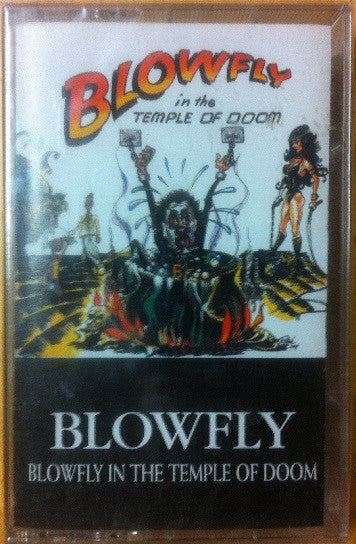 BLOWFLY
in the
TEMPLE OF DOOM
BLOWFLY
BLOWFLY IN THE TEMPLE OF DOOM